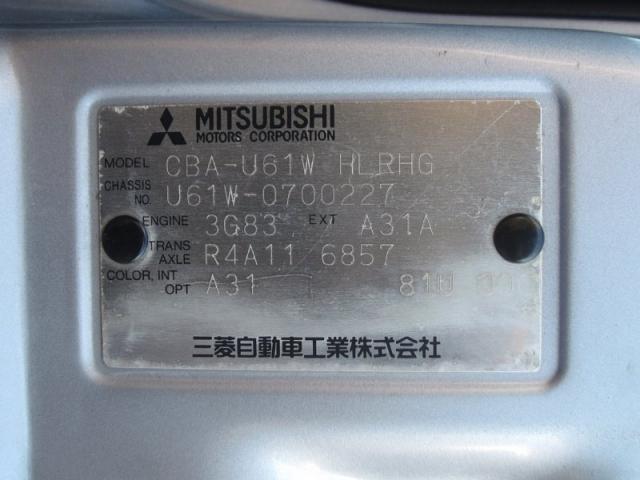 MITSUBISHI
MOTORS CORPORATION
MODEL CBA-U61W HLRHG
CHASSIS NO. U61W-0700227
ENGINE 3G83 EXT A31A
TRANS AXLE R4A11 6857
COLOR, INT OPT A31 81U
三菱自動車工業株式会社